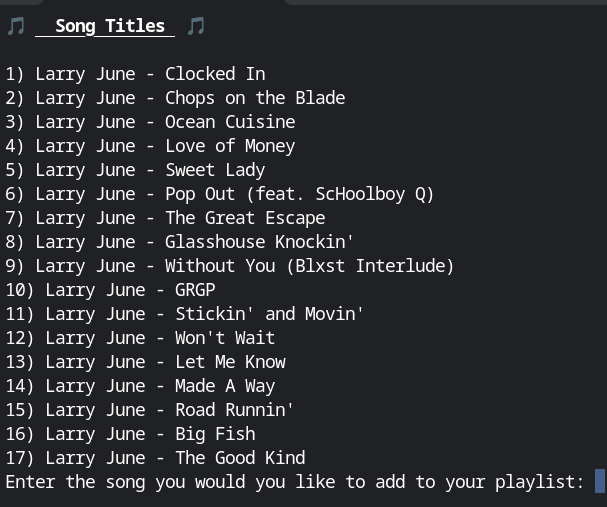 🎵 Song Titles 🎵
1) Larry June - Clocked In
2) Larry June - Chops on the Blade
3) Larry June - Ocean Cuisine
4) Larry June - Love of Money
5) Larry June - Sweet Lady
6) Larry June - Pop Out (feat. ScHoolboy Q)
7) Larry June - The Great Escape
8) Larry June - Glasshouse Knockin'
9) Larry June - Without You (Blxst Interlude)
10) Larry June - GRGP
11) Larry June - Stickin' and Movin'
12) Larry June - Won't Wait
13) Larry June - Let Me Know
14) Larry June - Made A Way
15) Larry June - Road Runnin'
16) Larry June - Big Fish
17) Larry June - The Good Kind
Enter the song you would you like to add to your playlist: